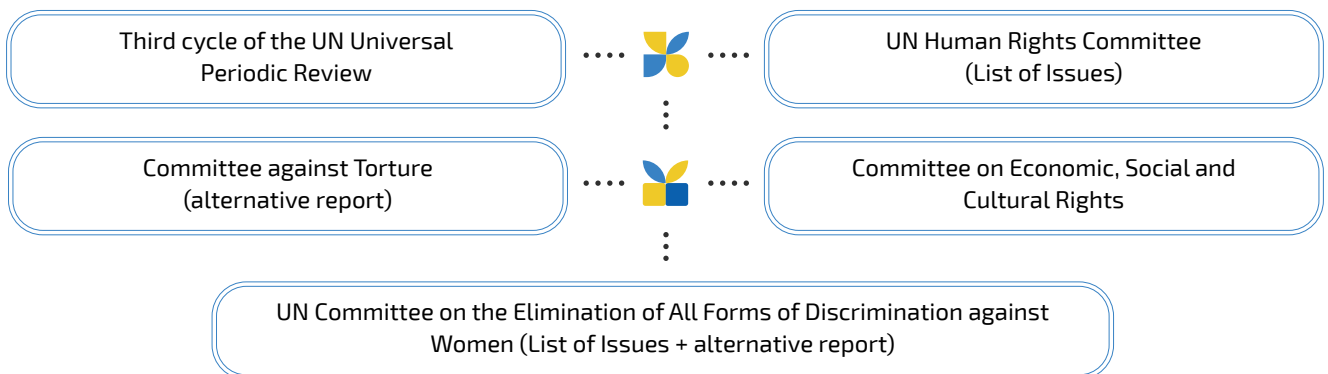 Third cycle of the UN Universal
Periodic Review
UN Human Rights Committee
(List of Issues)
Committee against Torture
(alternative report)
Committee on Economic, Social and
Cultural Rights
UN Committee on the Elimination of All Forms of Discrimination against
Women (List of Issues + alternative report)